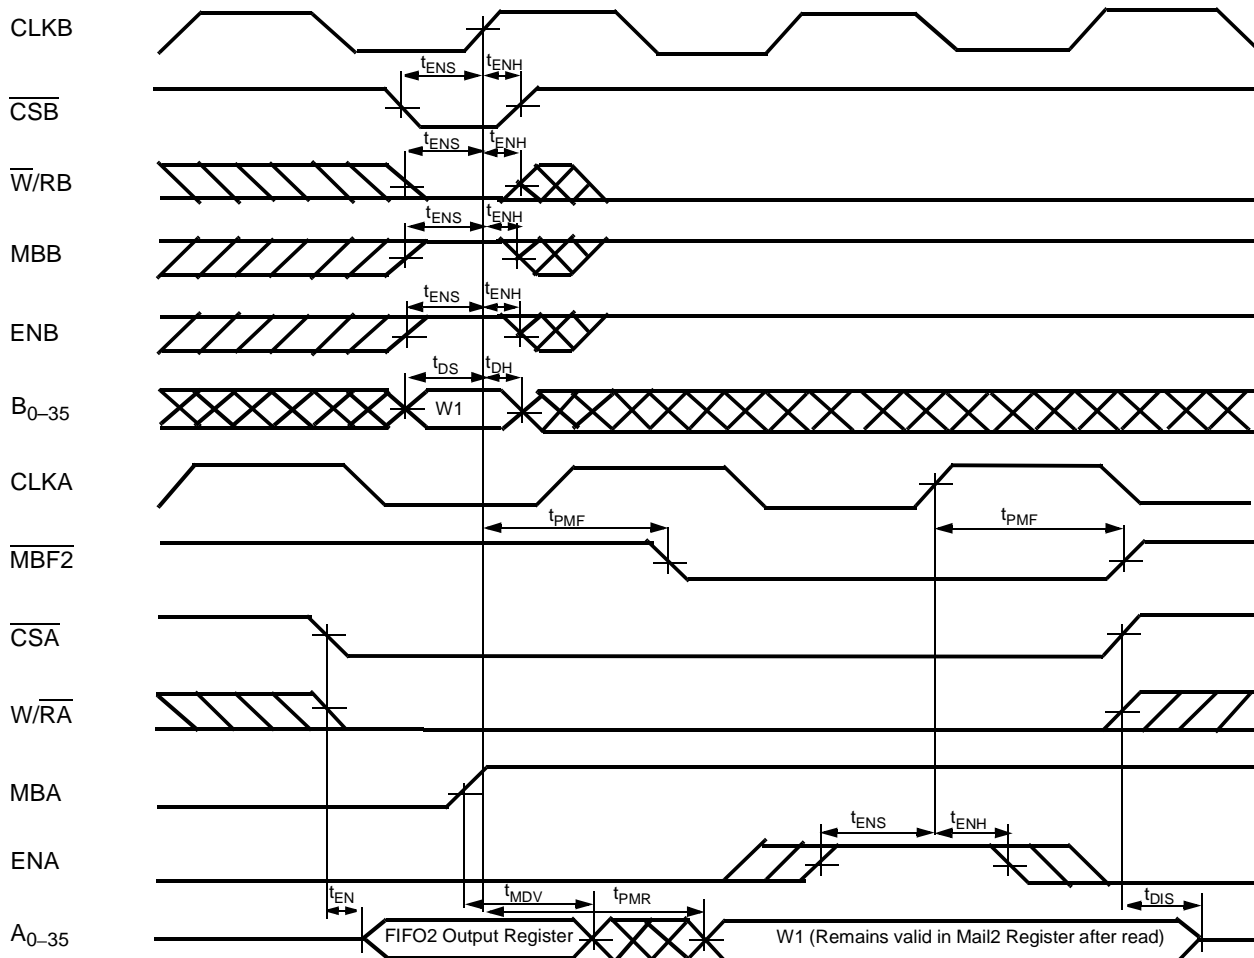 CLKB
tENS tENH
CSB
tENS tENH
W/RB
tENS tENH
MBB
tENS tENH
ENB
tDS tDH
B0–35 W1
CLKA
tPMF tPMF
MBF2
CSA
W/RA
MBA
tENS tENH
ENA
tEN tMDV tPMR tDIS
A0–35 FIFO2 Output Register W1 (Remains valid in Mail2 Register after read)